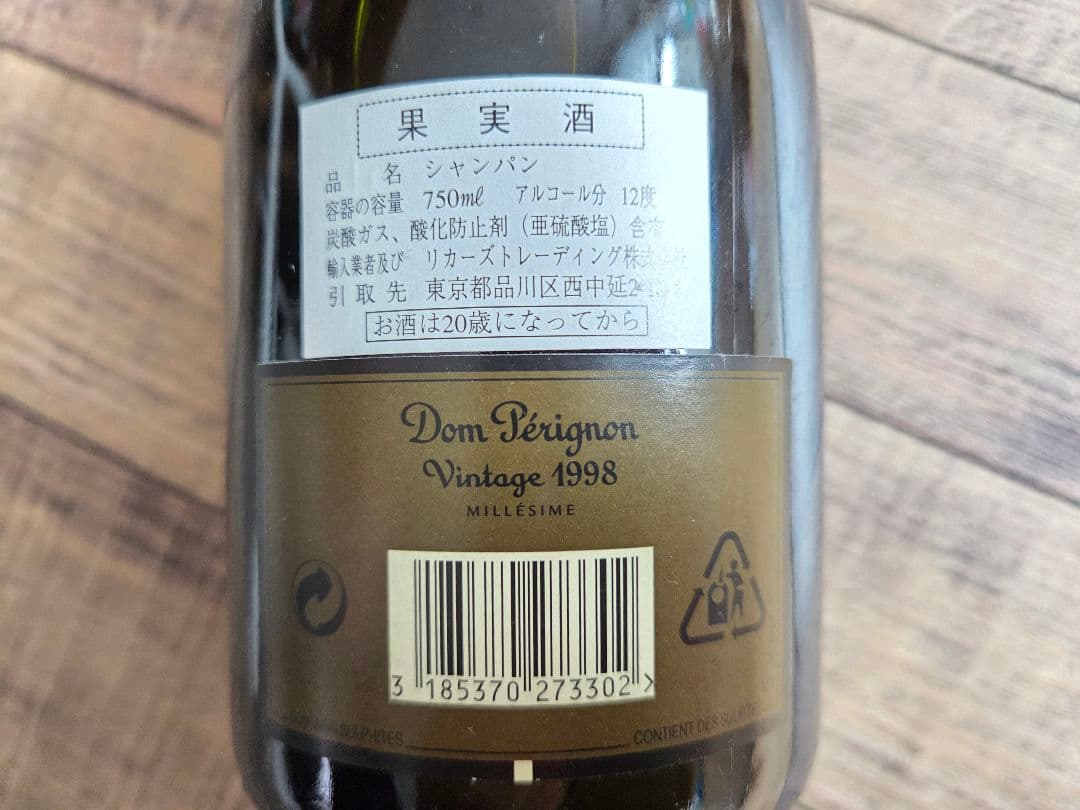 果実酒
品名 シャンパン
容器の容量 750ml アルコール分 12度
炭酸ガス、酸化防止剤（亜硫酸塩）含有
輸入業者及び リカーズトレーディング株式会社
引取先 東京都品川区西中延
お酒は20歳になってから
Dom Pérignon
Vintage 1998
MILLÉSIME
3 185370 273302 >
SULPHITES
CONTIENT DES SULFITES